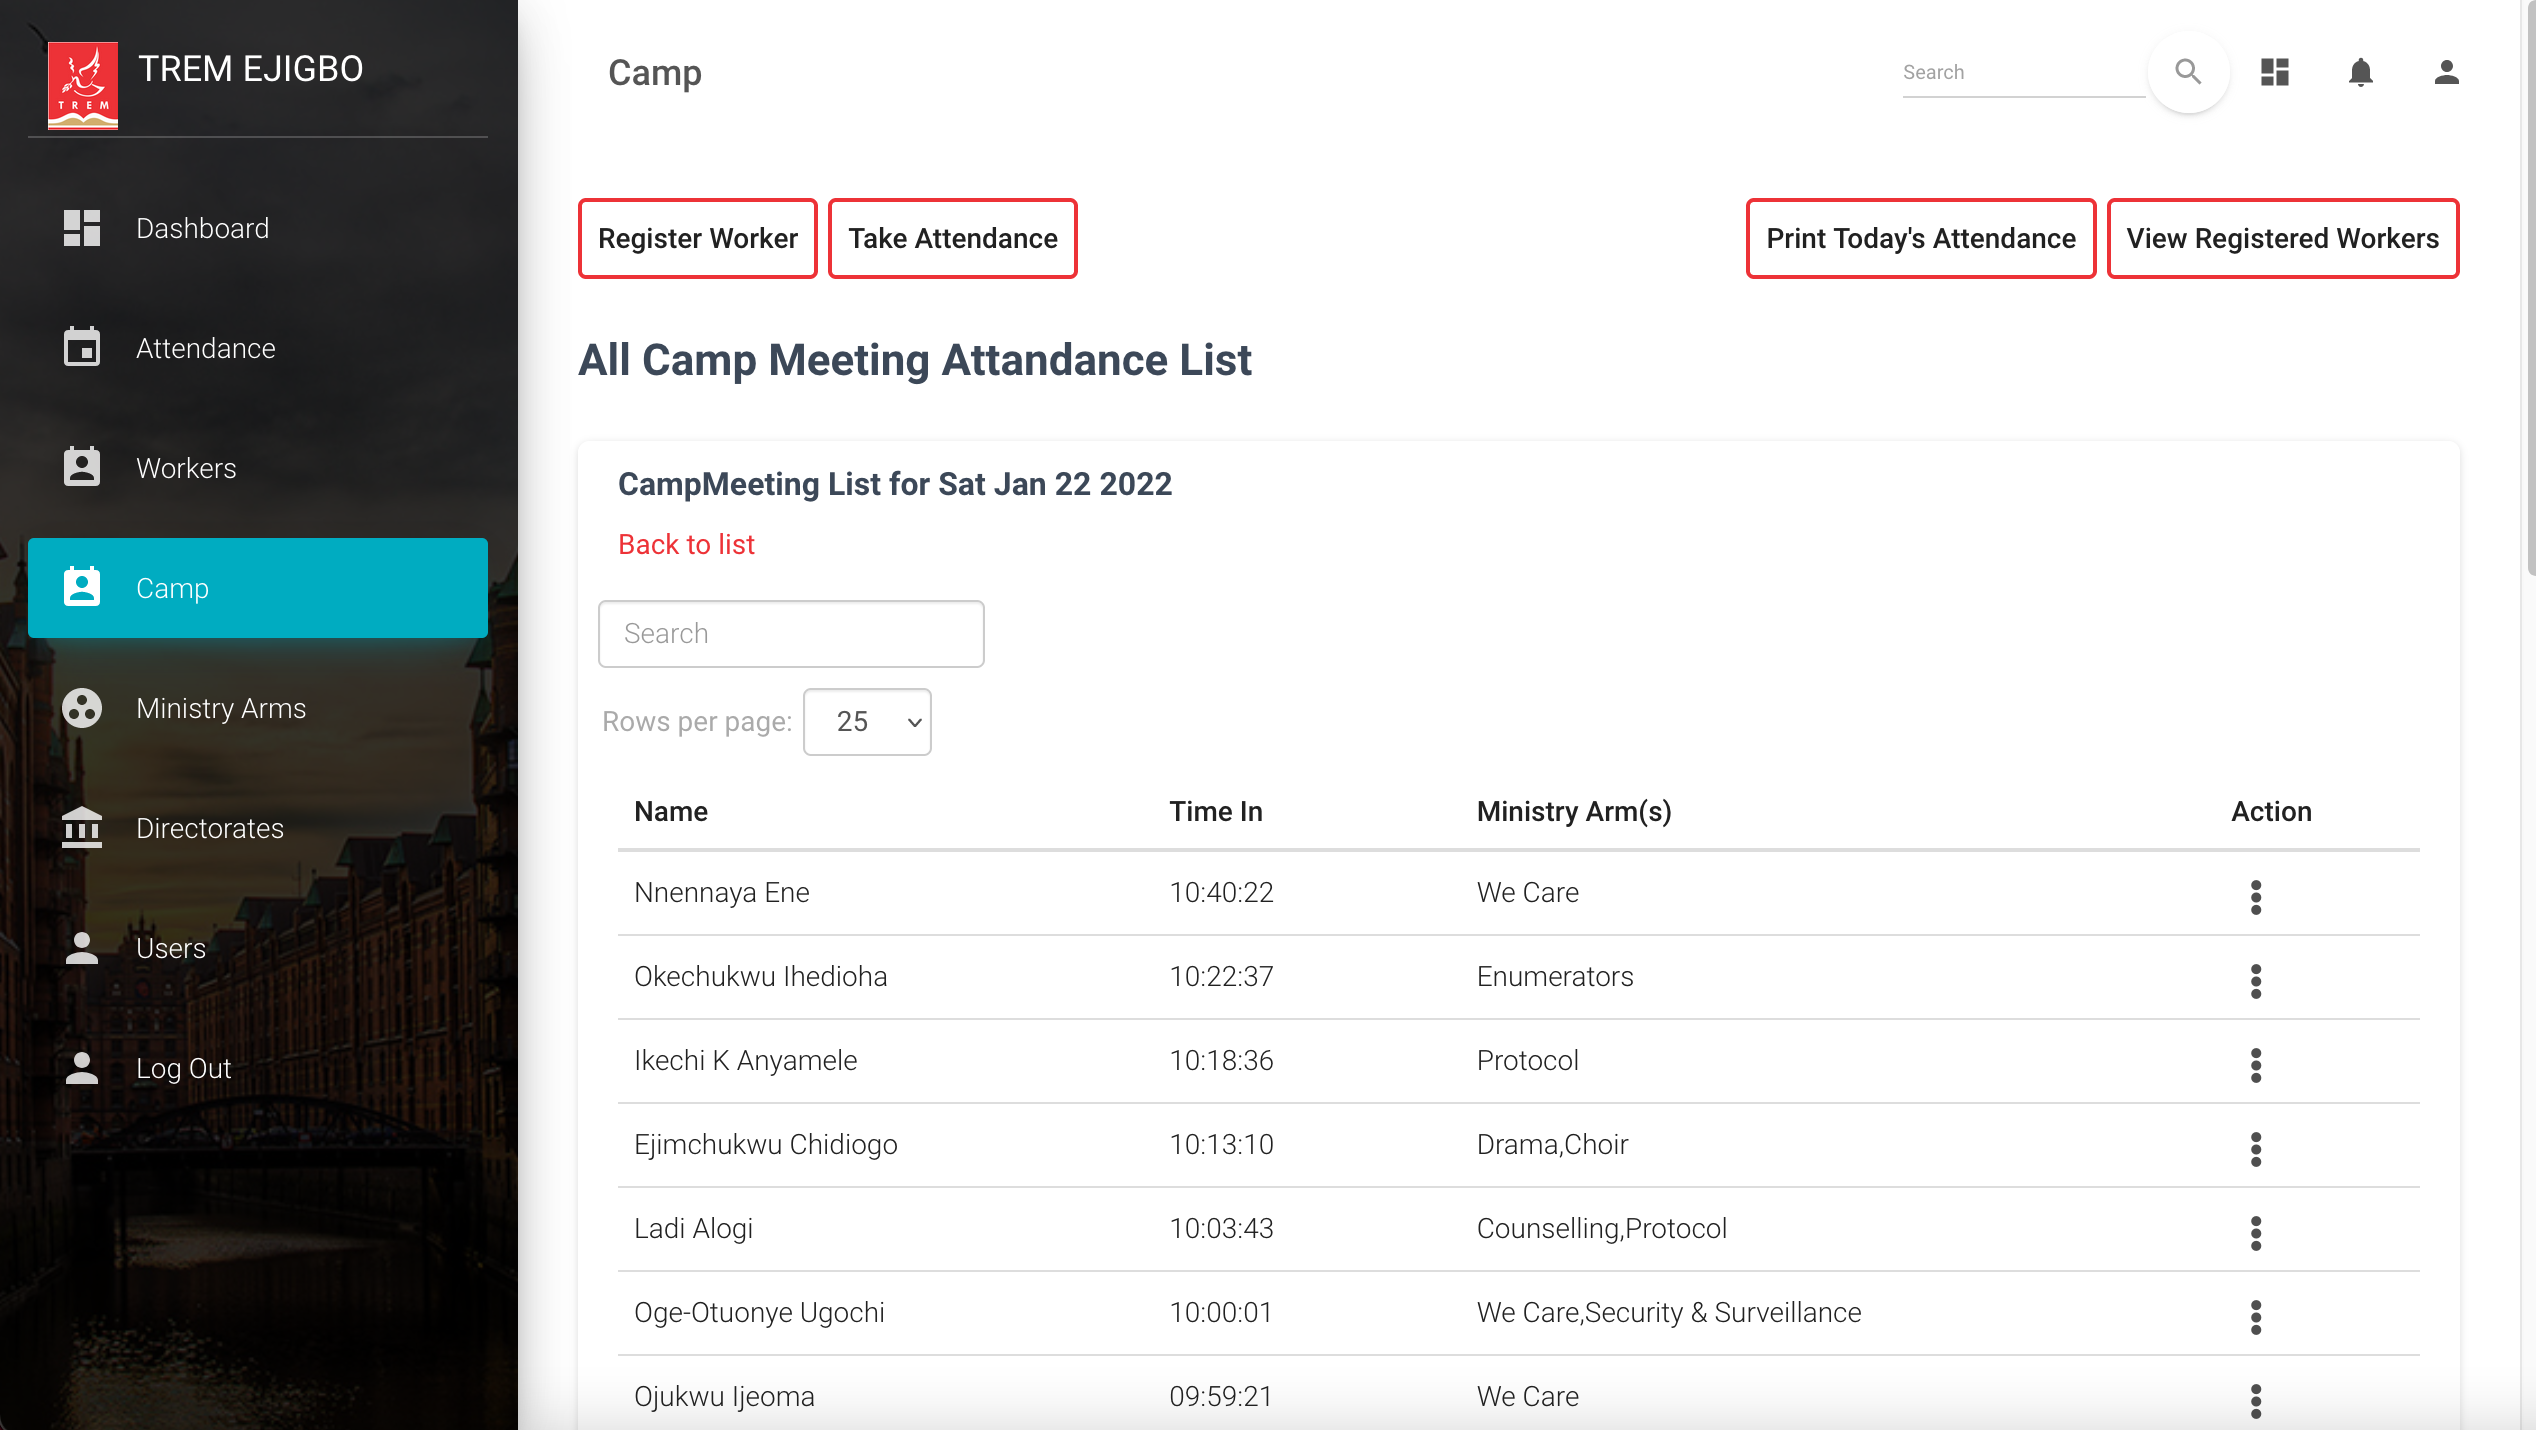 TREM
TREM EJIGBO
Dashboard
Attendance
Workers
Camp
Ministry Arms
Directorates
Users
Log Out
Camp
Search
Register Worker
Take Attendance
Print Today's Attendance
View Registered Workers
All Camp Meeting Attandance List
CampMeeting List for Sat Jan 22 2022
Back to list
Search
Rows per page: 25
Name Time In Ministry Arm(s) Action
Nnennaya Ene 10:40:22 We Care
Okechukwu Ihedioha 10:22:37 Enumerators
Ikechi K Anyamele 10:18:36 Protocol
Ejimchukwu Chidiogo 10:13:10 Drama,Choir
Ladi Alogi 10:03:43 Counselling,Protocol
Oge-Otuonye Ugochi 10:00:01 We Care,Security & Surveillance
Ojukwu Ijeoma 09:59:21 We Care